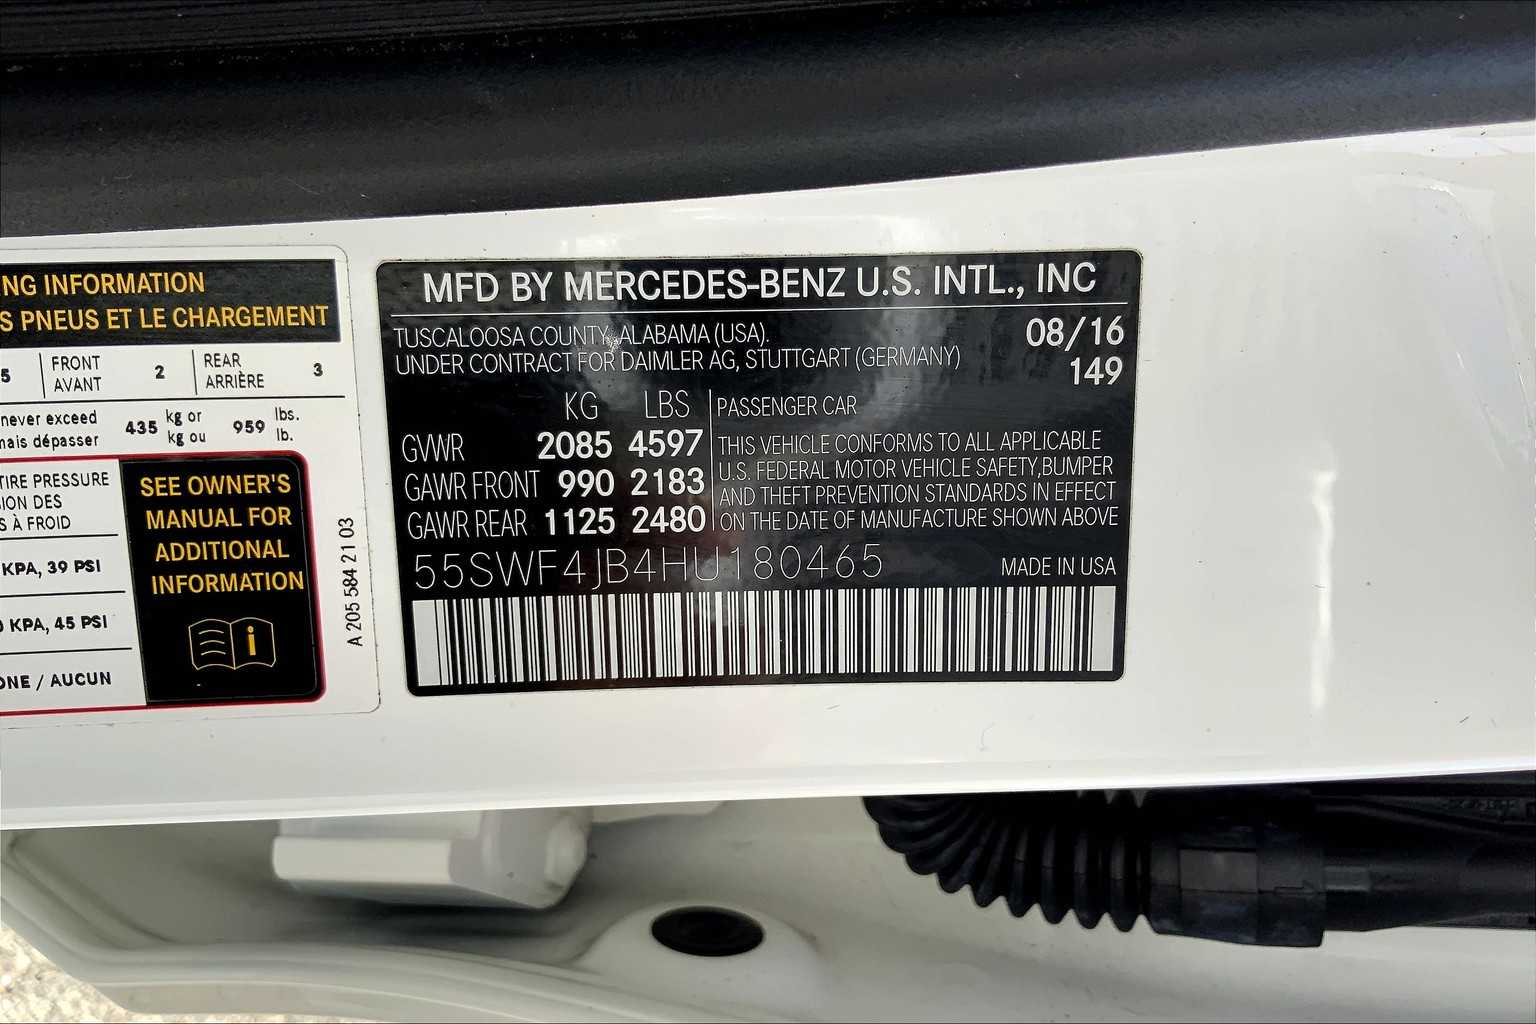 NG INFORMATION
S PNEUS ET LE CHARGEMENT
5 FRONT AVANT 2 REAR ARRIÈRE 3
never exceed 435 kg or 959 lbs.
mais dépasser kg ou lb.
TIRE PRESSURE
ION DES
S À FROID
KPA, 39 PSI
0 KPA, 45 PSI
ONE / AUCUN
SEE OWNER'S
MANUAL FOR
ADDITIONAL
INFORMATION
i
A 205 584 21 03
MFD BY MERCEDES-BENZ U.S. INTL., INC
TUSCALOOSA COUNTY, ALABAMA (USA). 08/16
UNDER CONTRACT FOR DAIMLER AG, STUTTGART (GERMANY) 149
KG LBS PASSENGER CAR
GVWR 2085 4597 THIS VEHICLE CONFORMS TO ALL APPLICABLE
U.S. FEDERAL MOTOR VEHICLE SAFETY,BUMPER
GAWR FRONT 990 2183 AND THEFT PREVENTION STANDARDS IN EFFECT
GAWR REAR 1125 2480 ON THE DATE OF MANUFACTURE SHOWN ABOVE
55SWF4JB4HU180465 MADE IN USA